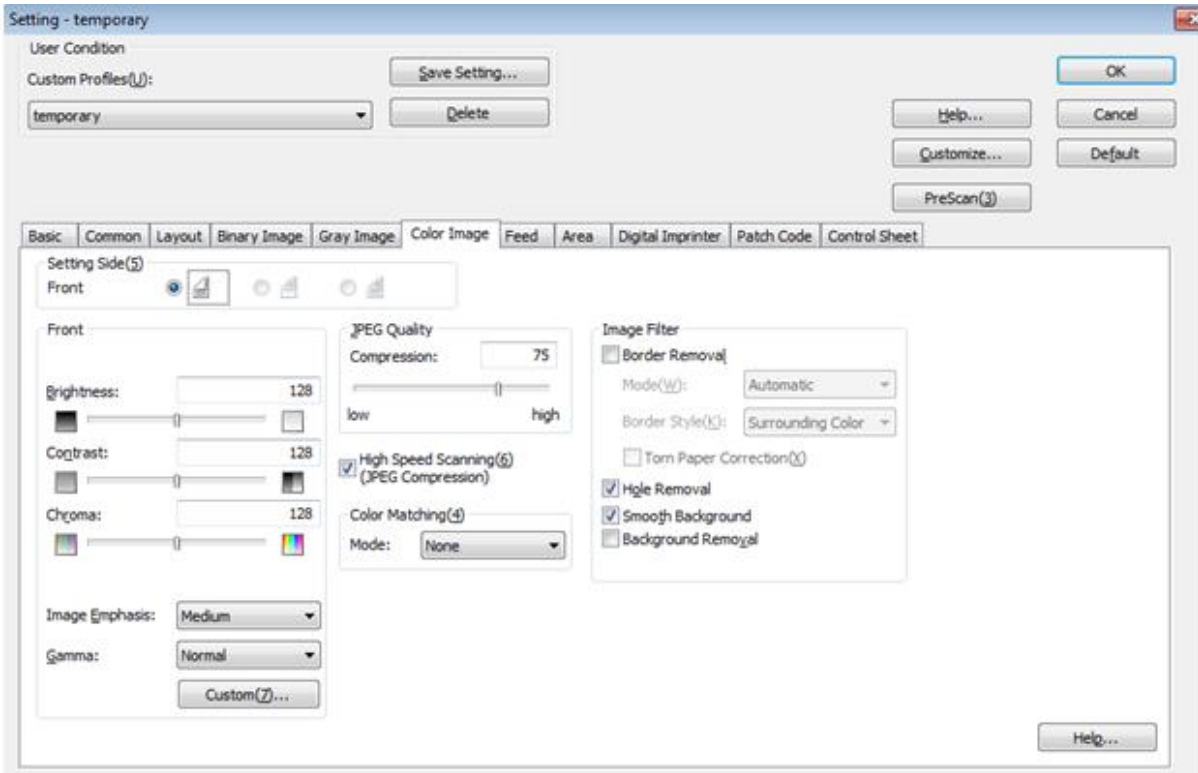 Setting - temporary
User Condition
Custom Profiles(U):
Save Setting...
OK
temporary
Delete
Help...
Cancel
Customize...
Default
PreScan(3)
Basic Common Layout Binary Image Gray Image Color Image Feed Area Digital Imprinter Patch Code Control Sheet
Setting Side(5)
Front
Front
Brightness: 128
Contrast: 128
Chroma: 128
Image Emphasis: Medium
Gamma: Normal
Custom(7)...
JPEG Quality
Compression: 75
low high
High Speed Scanning(6)
(JPEG Compression)
Color Matching(4)
Mode: None
Image Filter
Border Removal
Mode(W): Automatic
Border Style(K): Surrounding Color
Torn Paper Correction(X)
Hole Removal
Smooth Background
Background Removal
Help...